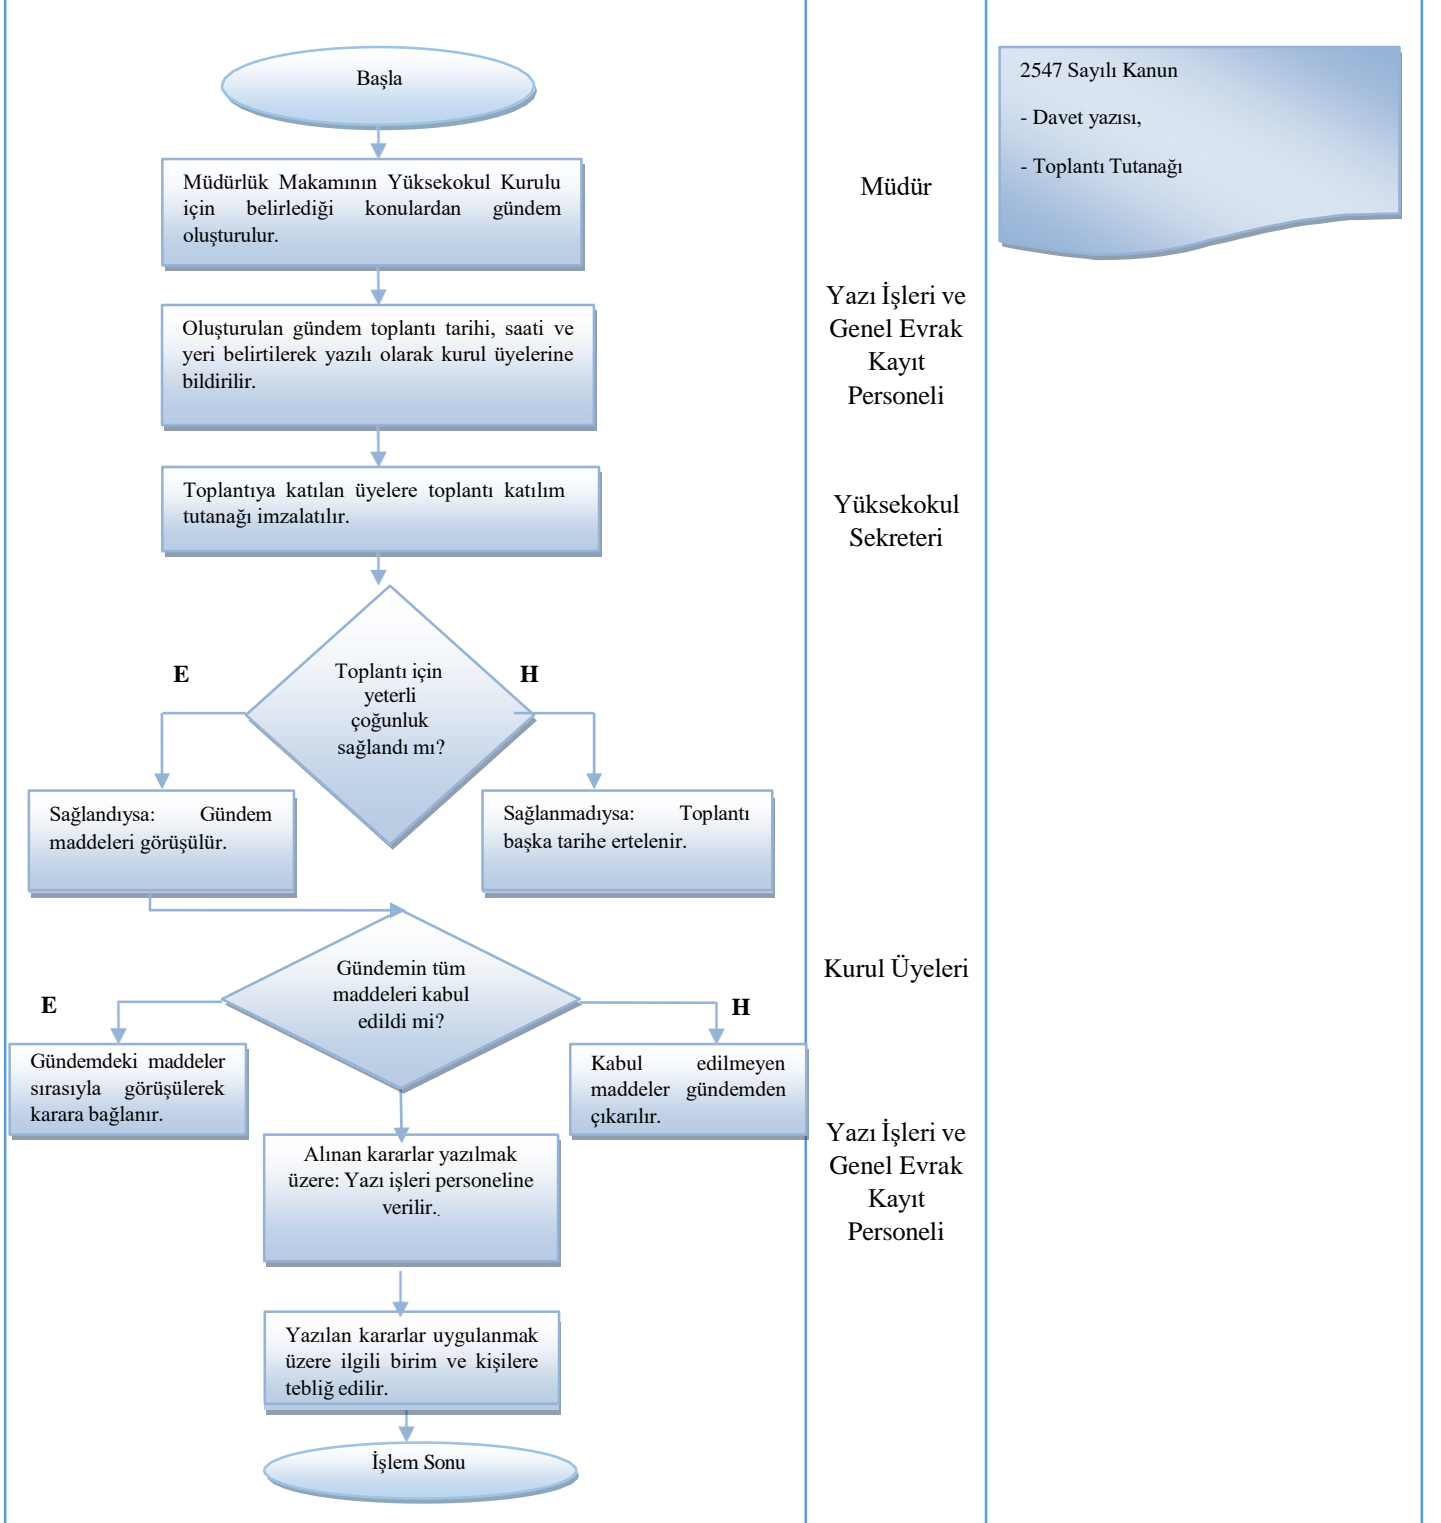 Başla
Müdürlük Makamının Yüksekokul Kurulu
için belirlediği konulardan gündem
oluşturulur.
Oluşturulan gündem toplantı tarihi, saati ve
yeri belirtilerek yazılı olarak kurul üyelerine
bildirilir.
Toplantıya katılan üyelere toplantı katılım
tutanağı imzalatılır.
E
H
Toplantı için
yeterli
çoğunluk
sağlandı mı?
Sağlandıysa: Gündem
maddeleri görüşülür.
Sağlanmadıysa: Toplantı
başka tarihe ertelenir.
Gündemin tüm
maddeleri kabul
edildi mi?
E
H
Gündemdeki maddeler
sırasıyla görüşülerek
karara bağlanır.
Kabul edilmeyen
maddeler gündemden
çıkarılır.
Alınan kararlar yazılmak
üzere: Yazı işleri personeline
verilir..
Yazılan kararlar uygulanmak
üzere ilgili birim ve kişilere
tebliğ edilir.
İşlem Sonu
Müdür
Yazı İşleri ve
Genel Evrak
Kayıt
Personeli
Yüksekokul
Sekreteri
Kurul Üyeleri
Yazı İşleri ve
Genel Evrak
Kayıt
Personeli
2547 Sayılı Kanun
- Davet yazısı,
- Toplantı Tutanağı